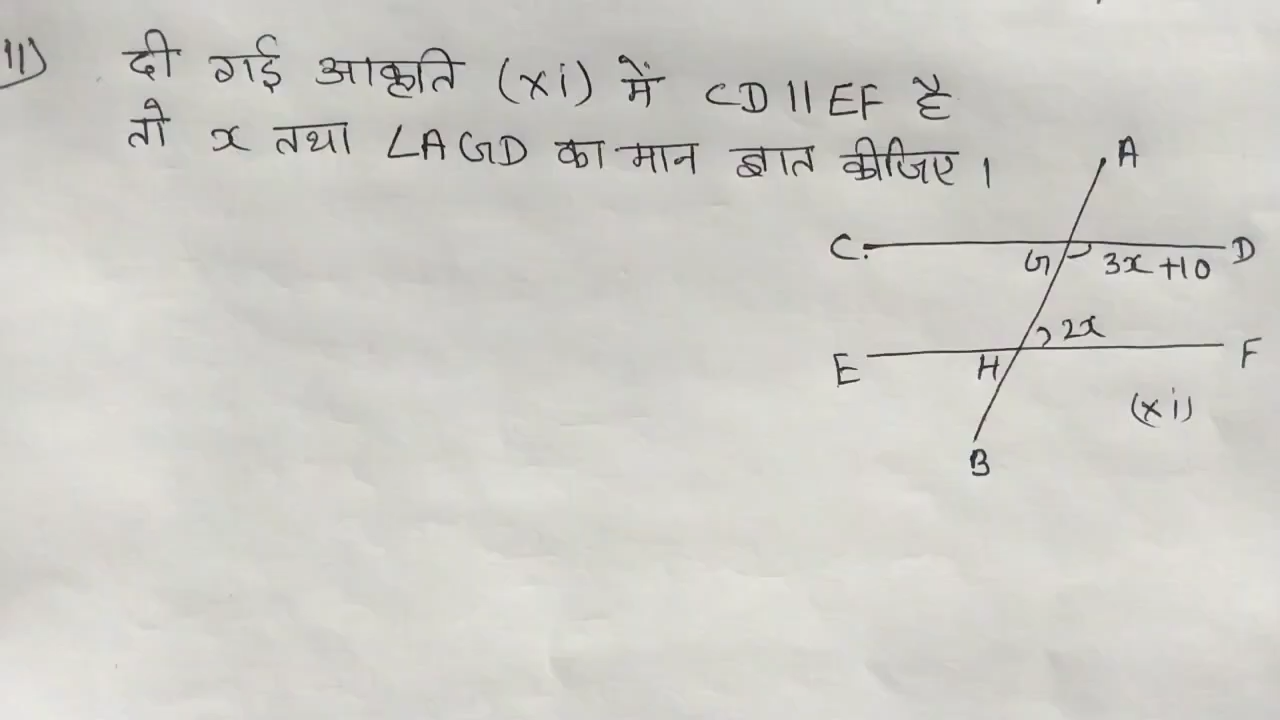 11) दी गई आकृति (xi) में CD || EF है
तो x तथा ∠AGD का मान ज्ञात कीजिए।
A
C. G 3x+10 D
2x
E H F
(xi)
B